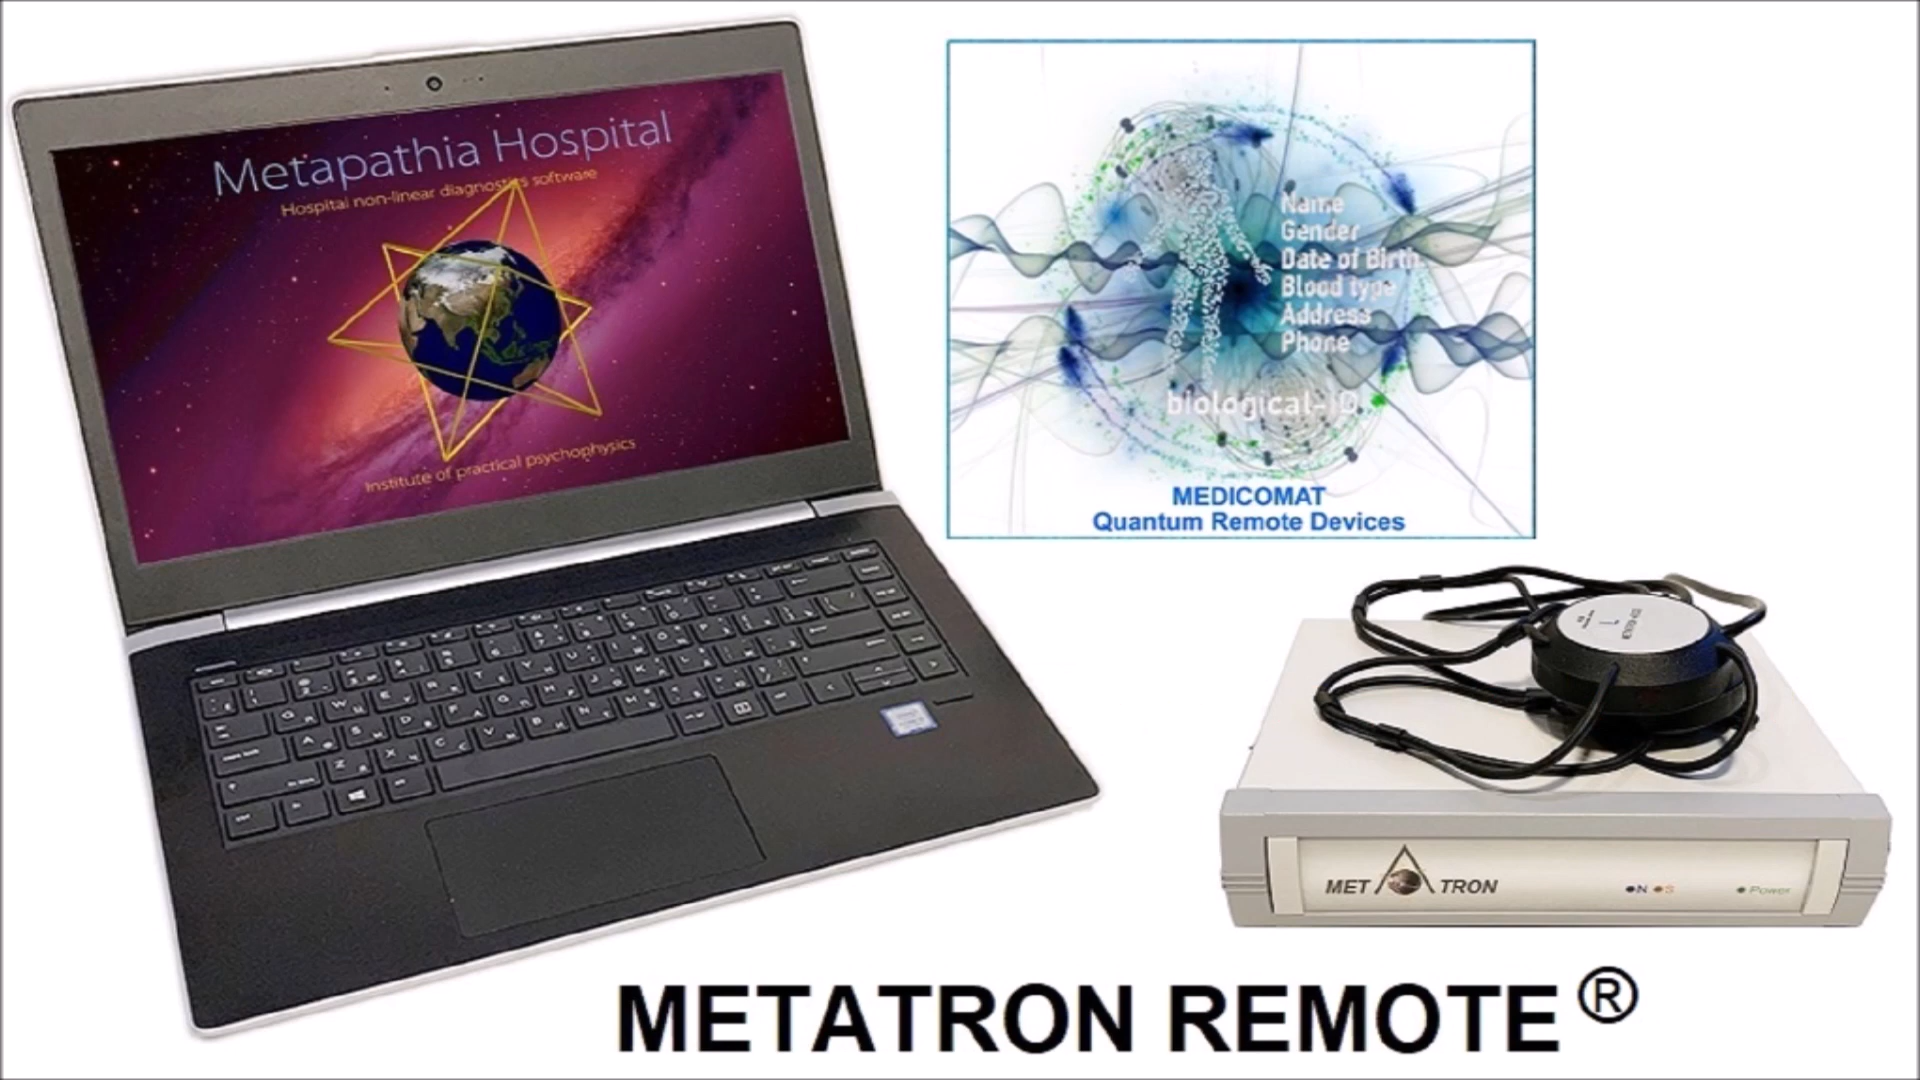 Metapathia Hospital
Hospital non-linear diagnostics software
Institute of practical psychophysics
Name
Gender
Date of Birth
Blood type
Address
Phone
biological-ID
MEDICOMAT
Quantum Remote Devices
MET TRON
N S
Power
METATRON REMOTE ®